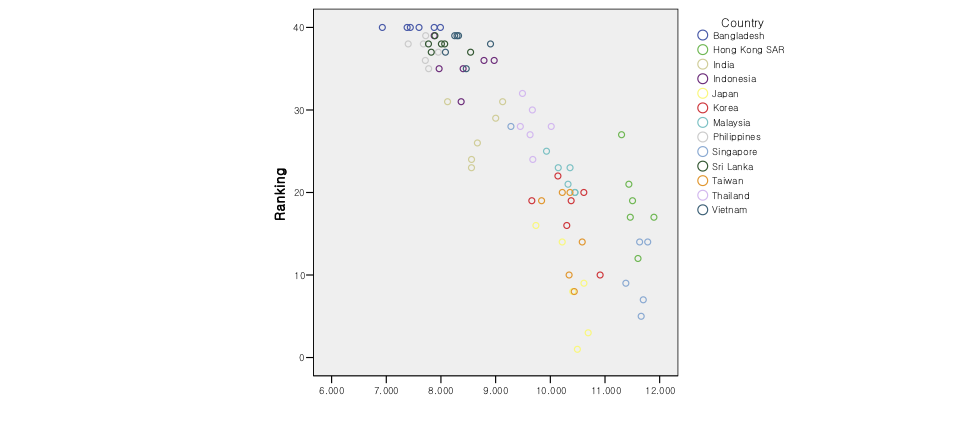 Country
Bangladesh
Hong Kong SAR
India
Indonesia
Japan
Korea
Malaysia
Philippines
Singapore
Sri Lanka
Taiwan
Thailand
Vietnam
Ranking
40
30
20
10
0
6.000 7.000 8.000 9.000 10.000 11.000 12.000